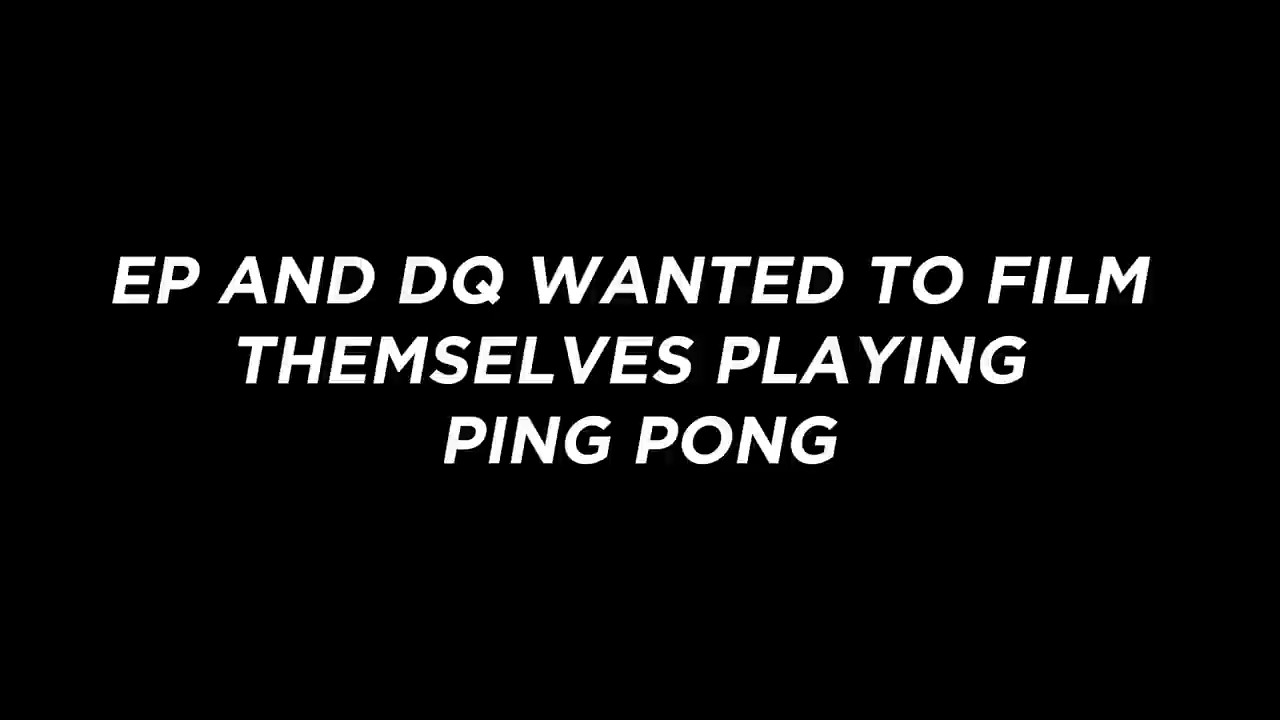 EP AND DQ WANTED TO FILM
THEMSELVES PLAYING
PING PONG